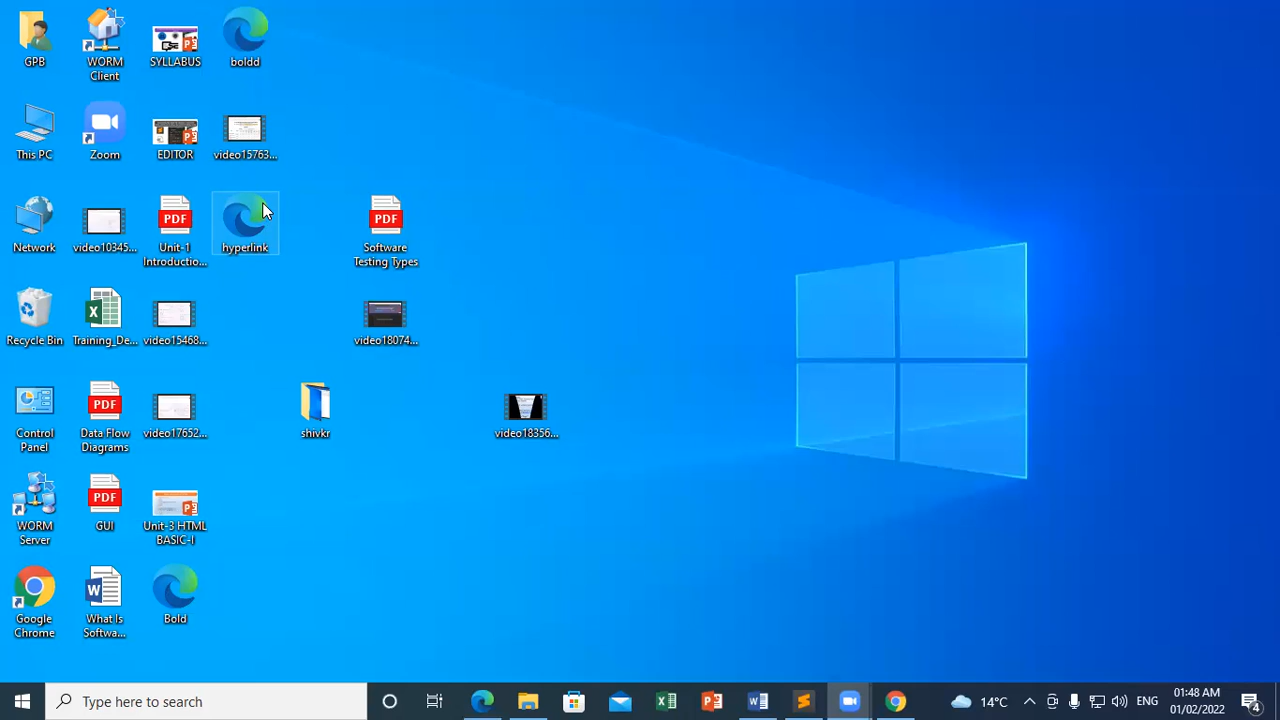 GPB
WORM
Client
SYLLABUS
boldd
This PC
Zoom
EDITOR
video15763...
Network
video10345...
PDF
Unit-1
Introductio...
hyperlink
PDF
Software
Testing Types
Recycle Bin
Training_De...
video15468...
video18074...
Control
Panel
PDF
Data Flow
Diagrams
video17652...
shivkr
video18356...
WORM
Server
PDF
GUI
Unit-3 HTML
BASIC-I
Google
Chrome
What Is
Softwa...
Bold
Type here to search
14°C
ENG
01:48 AM
01/02/2022
4